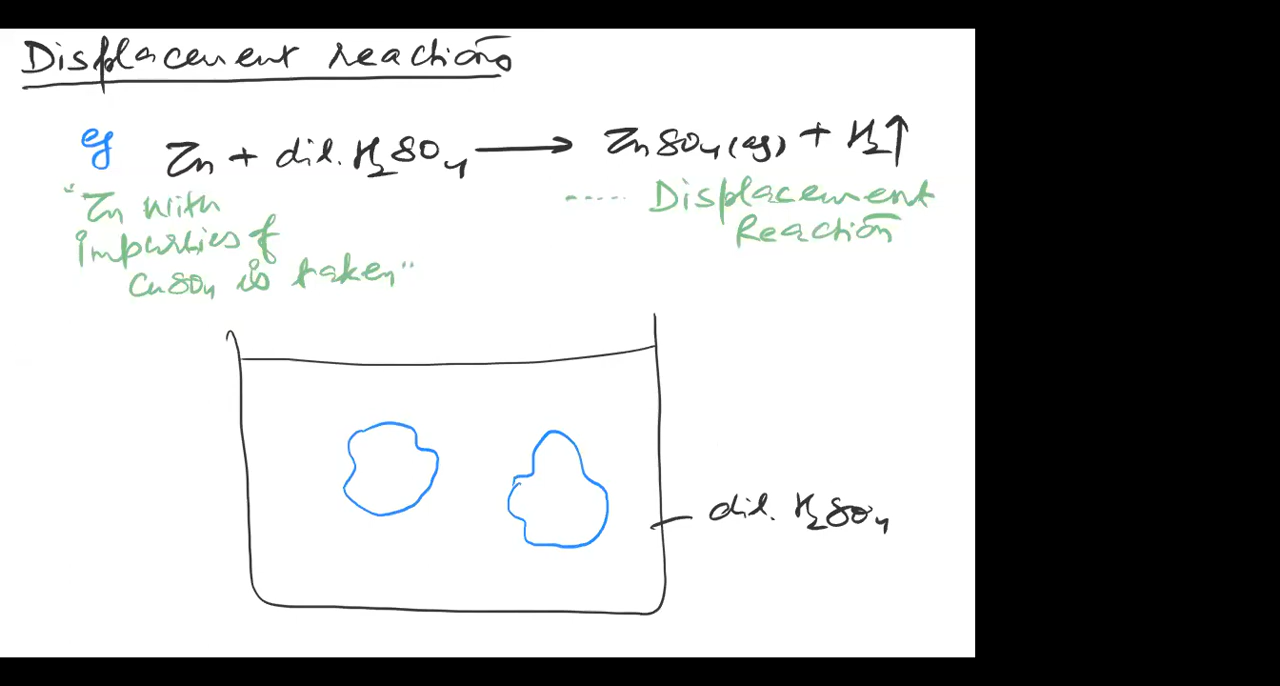 Displacement reactions
eg Zn + dil. H₂SO₄ ⟶ ZnSO₄(aq) + H₂↑
"Zn with
impurities of
CuSO₄ is taken"
..... Displacement
Reaction
dil. H₂SO₄